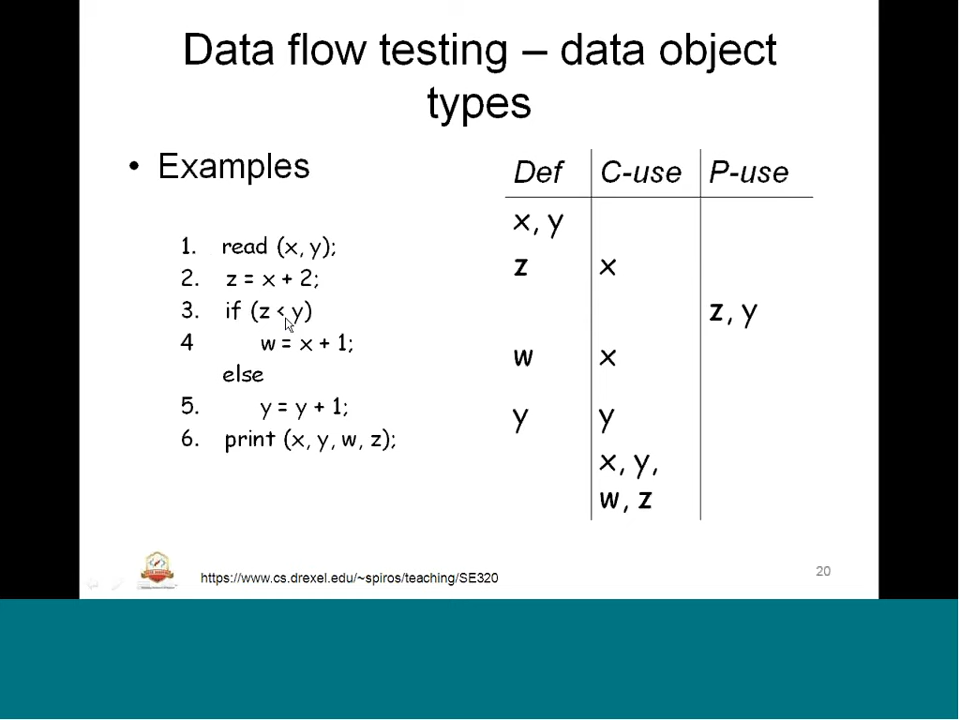 Data flow testing – data object
types
• Examples
1. read (x, y);
2. z = x + 2;
3. if (z < y)
4 w = x + 1;
else
5. y = y + 1;
6. print (x, y, w, z);
Def C-use P-use
x, y
z x
z, y
w x
y y
x, y,
w, z
https://www.cs.drexel.edu/~spiros/teaching/SE320
20